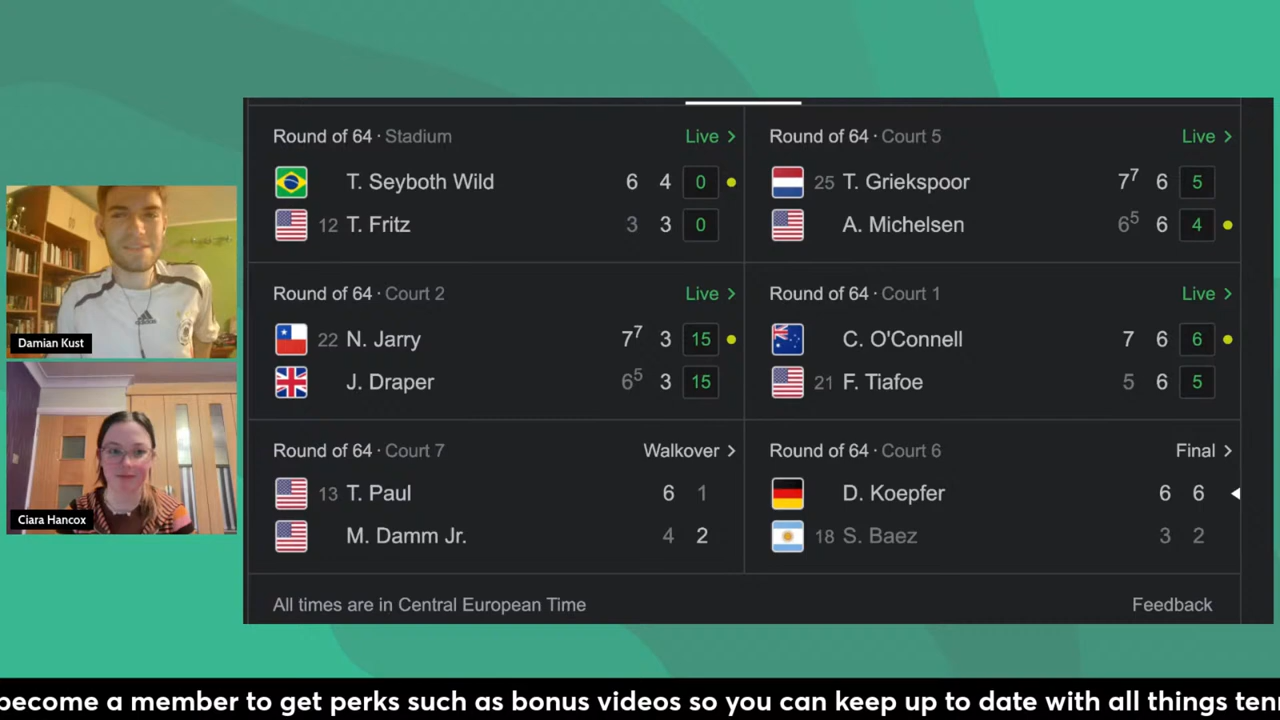 Round of 64 · Stadium Live
T. Seyboth Wild 6 4 0
12 T. Fritz 3 3 0
Round of 64 · Court 5 Live
25 T. Griekspoor 7⁷ 6 5
A. Michelsen 6⁵ 6 4
Round of 64 · Court 2 Live
22 N. Jarry 7⁷ 3 15
J. Draper 6⁵ 3 15
Round of 64 · Court 1 Live
C. O'Connell 7 6 6
21 F. Tiafoe 5 6 5
Round of 64 · Court 7 Walkover
13 T. Paul 6 1
M. Damm Jr. 4 2
Round of 64 · Court 6 Final
D. Koepfer 6 6
18 S. Baez 3 2
All times are in Central European Time
Feedback
Damian Kust
Ciara Hancox
become a member to get perks such as bonus videos so you can keep up to date with all things ten